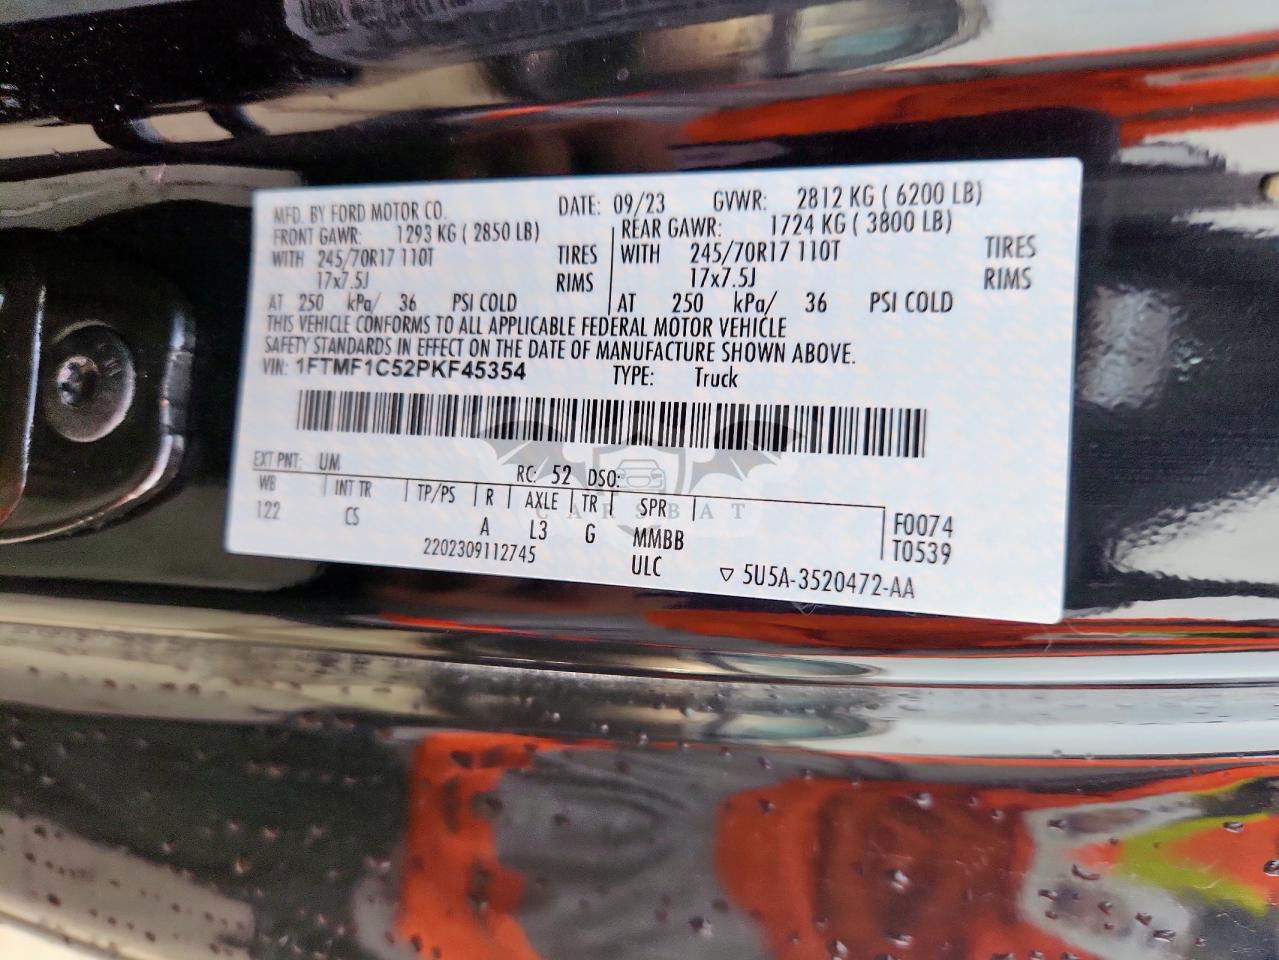 MFD. BY FORD MOTOR CO. DATE: 09/23 GVWR: 2812 KG ( 6200 LB)
FRONT GAWR: 1293 KG ( 2850 LB) REAR GAWR: 1724 KG ( 3800 LB)
WITH 245/70R17 110T TIRES WITH 245/70R17 110T TIRES
17x7.5J RIMS 17x7.5J RIMS
AT 250 kPa/ 36 PSI COLD AT 250 kPa/ 36 PSI COLD
THIS VEHICLE CONFORMS TO ALL APPLICABLE FEDERAL MOTOR VEHICLE
SAFETY STANDARDS IN EFFECT ON THE DATE OF MANUFACTURE SHOWN ABOVE.
VIN: 1FTMF1C52PKF45354 TYPE: Truck
EXT PNT: UM RC: 52 DSO:
WB INT TR TP/PS R AXLE TR SPR F0074
122 CS A L3 G MMBB T0539
2202309112745 ULC ▽ 5U5A-3520472-AA
CARSBAT